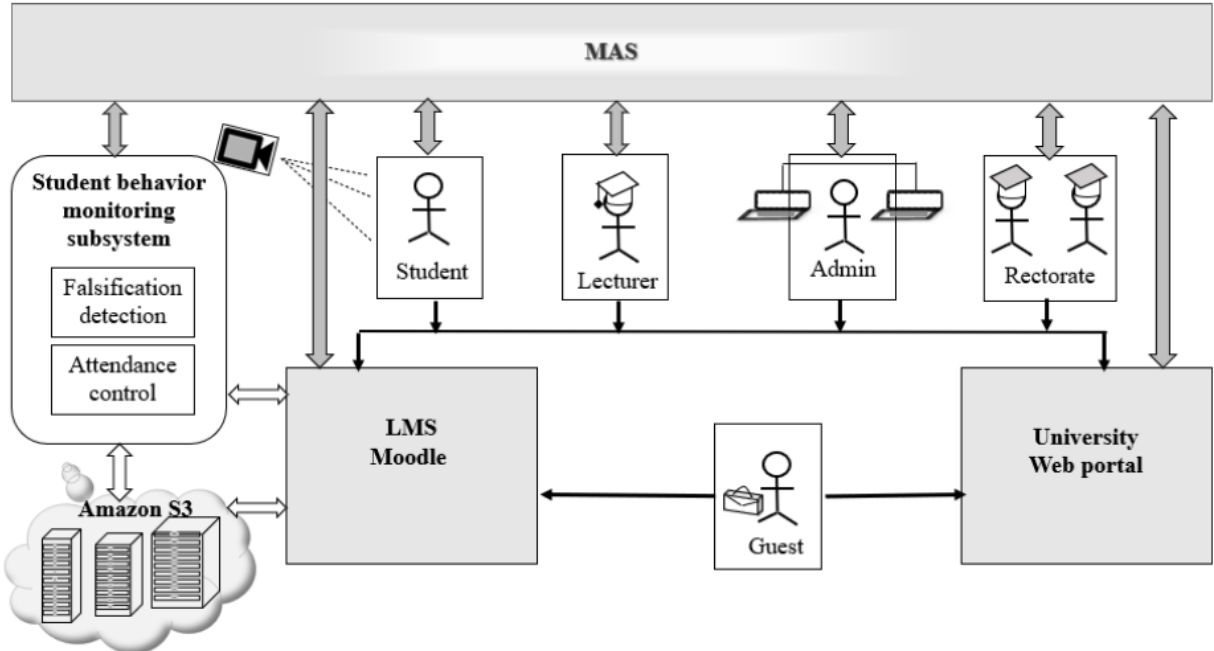 MAS
Student behavior
monitoring
subsystem
Falsification
detection
Attendance
control
Student
Lecturer
Admin
Rectorate
LMS
Moodle
University
Web portal
Guest
Amazon S3